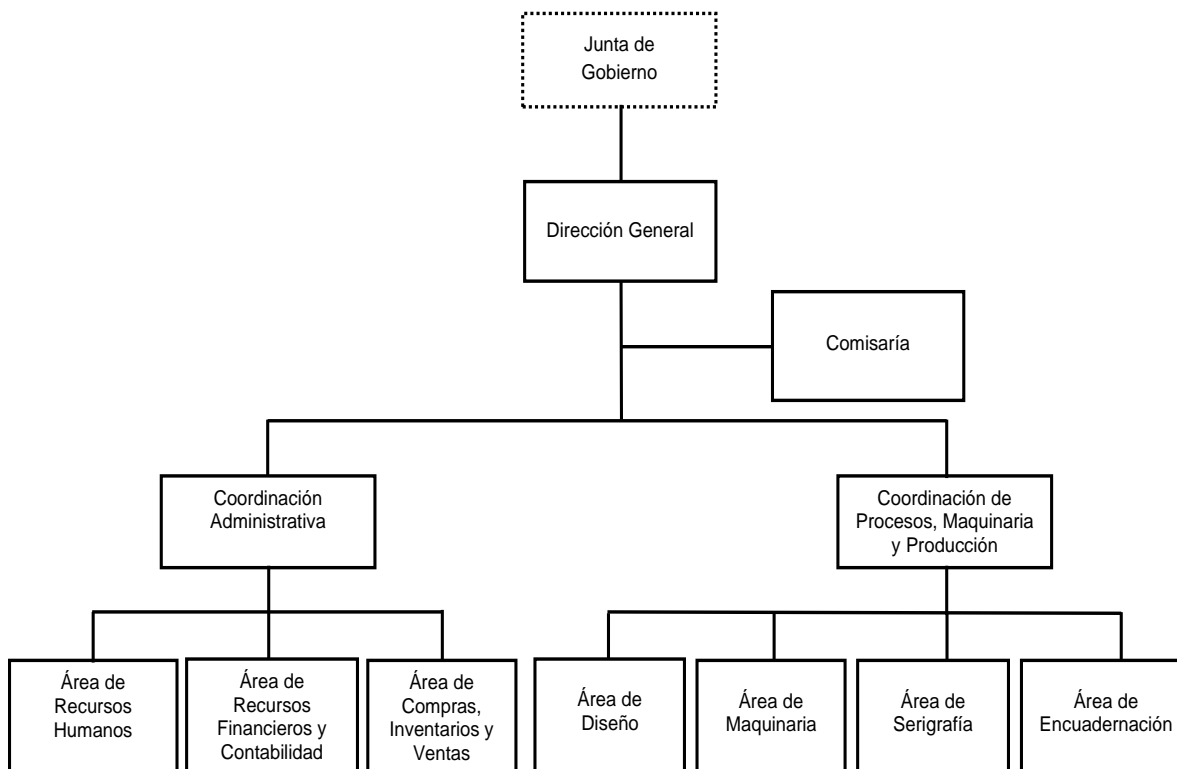 Junta de
Gobierno
Dirección General
Comisaría
Coordinación
Administrativa
Coordinación de
Procesos, Maquinaria
y Producción
Área de
Recursos
Humanos
Área de
Recursos
Financieros y
Contabilidad
Área de
Compras,
Inventarios y
Ventas
Área de
Diseño
Área de
Maquinaria
Área de
Serigrafía
Área de
Encuadernación